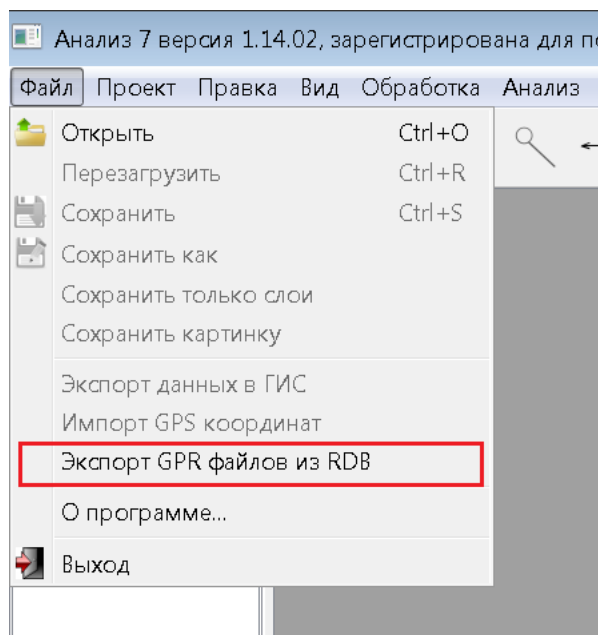 Анализ 7 версия 1.14.02, зарегистрирована для
Файл Проект Правка Вид Обработка Анализ
Открыть Ctrl+O
Перезагрузить Ctrl+R
Сохранить Ctrl+S
Сохранить как
Сохранить только слои
Сохранить картинку
Экспорт данных в ГИС
Импорт GPS координат
Экспорт GPR файлов из RDB
О программе...
Выход